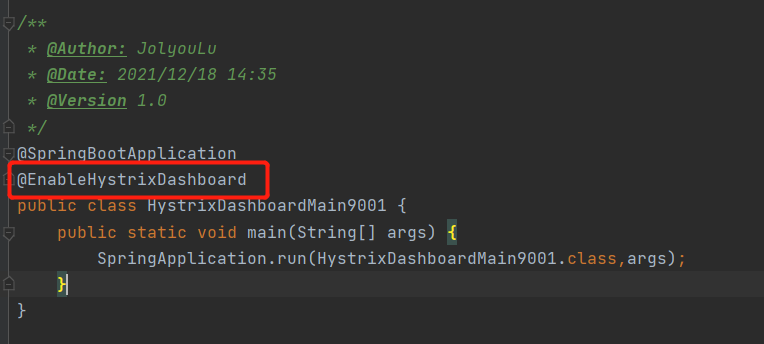 /**
 * @Author: JolyouLu
 * @Date: 2021/12/18 14:35
 * @Version 1.0
 */
@SpringBootApplication
@EnableHystrixDashboard
public class HystrixDashboardMain9001 {
    public static void main(String[] args) {
        SpringApplication.run(HystrixDashboardMain9001.class,args);
    }
}